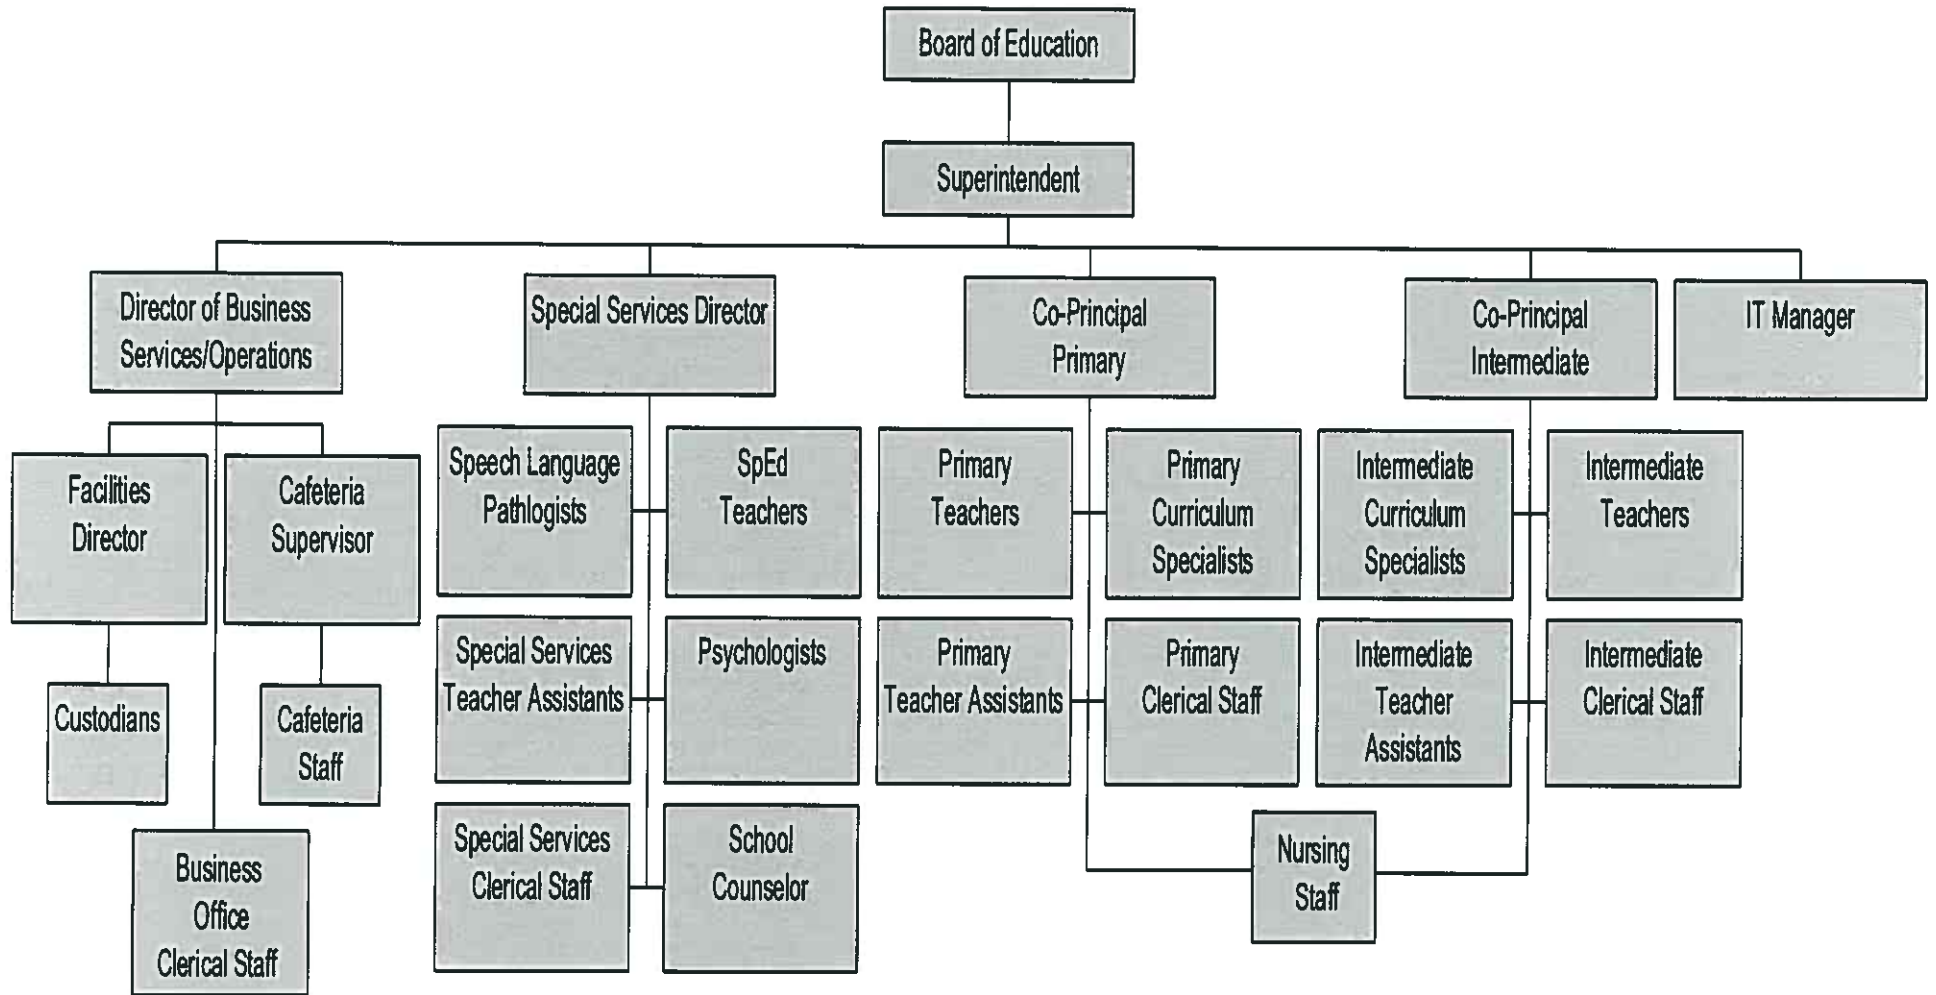 Board of Education
Superintendent
Director of Business
Services/Operations
Special Services Director
Co-Principal
Primary
Co-Principal
Intermediate
IT Manager
Facilities
Director
Cafeteria
Supervisor
Speech Language
Pathlogists
SpEd
Teachers
Primary
Teachers
Primary
Curriculum
Specialists
Intermediate
Curriculum
Specialists
Intermediate
Teachers
Custodians
Cafeteria
Staff
Special Services
Teacher Assistants
Psychologists
Primary
Teacher Assistants
Primary
Clerical Staff
Intermediate
Teacher
Assistants
Intermediate
Clerical Staff
Business
Office
Clerical Staff
Special Services
Clerical Staff
School
Counselor
Nursing
Staff